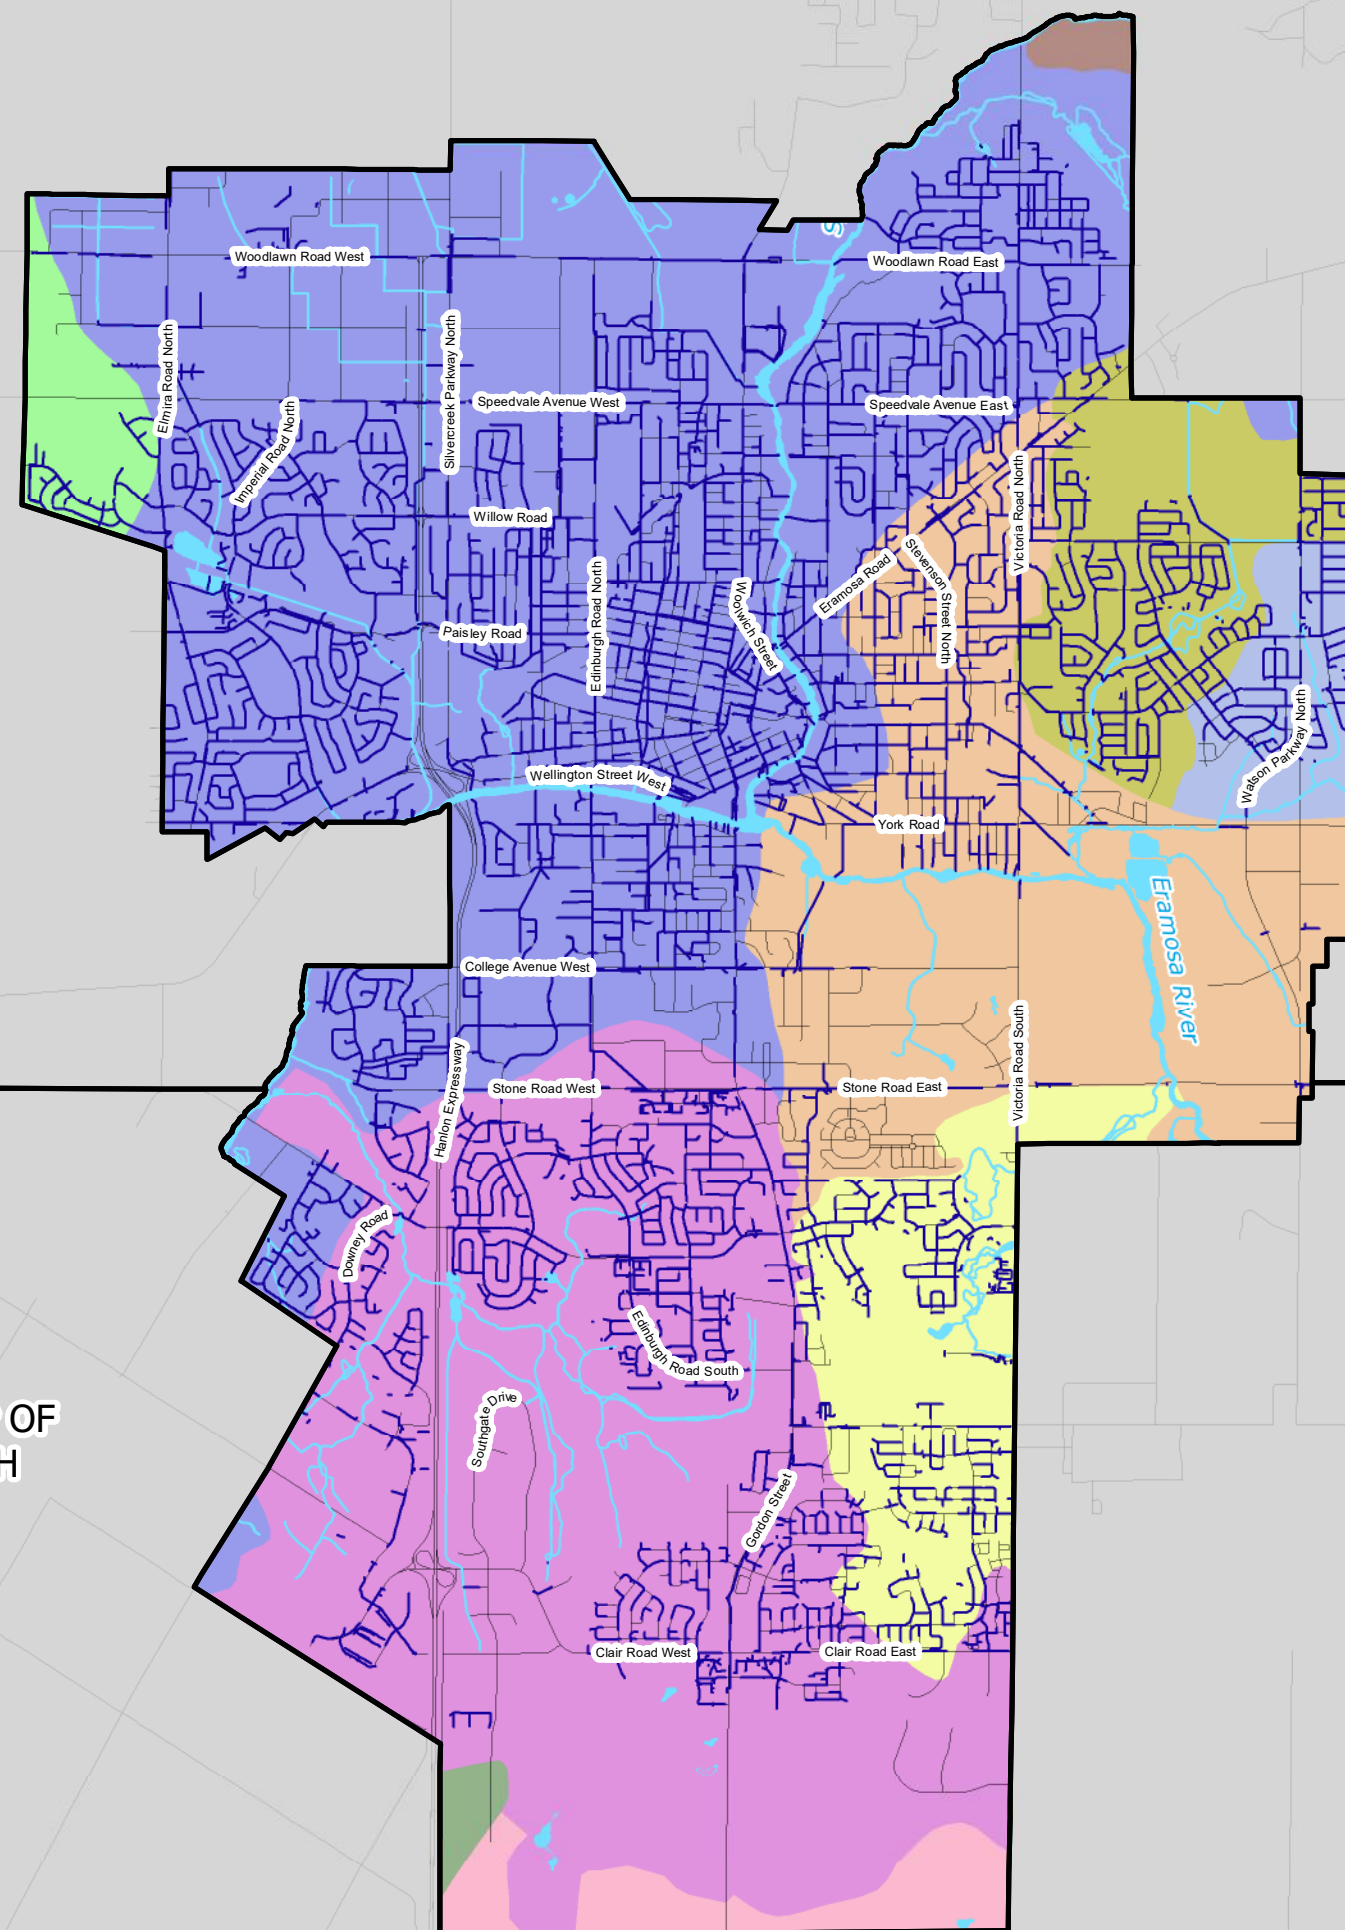 S
Woodlawn Road West
Woodlawn Road East
Elmira Road North
Silvercreek Parkway North
Speedvale Avenue West
Speedvale Avenue East
Imperial Road North
Victoria Road North
Willow Road
Eramosa Road
Stevenson Street North
Edinburgh Road North
Woolwich Street
Paisley Road
Watson Parkway North
Wellington Street West
York Road
Eramosa River
College Avenue West
Victoria Road South
Hanlon Expressway
Stone Road West
Stone Road East
Downey Road
Edinburgh Road South
Southgate Drive
OF
H
Gordon Street
Clair Road West
Clair Road East